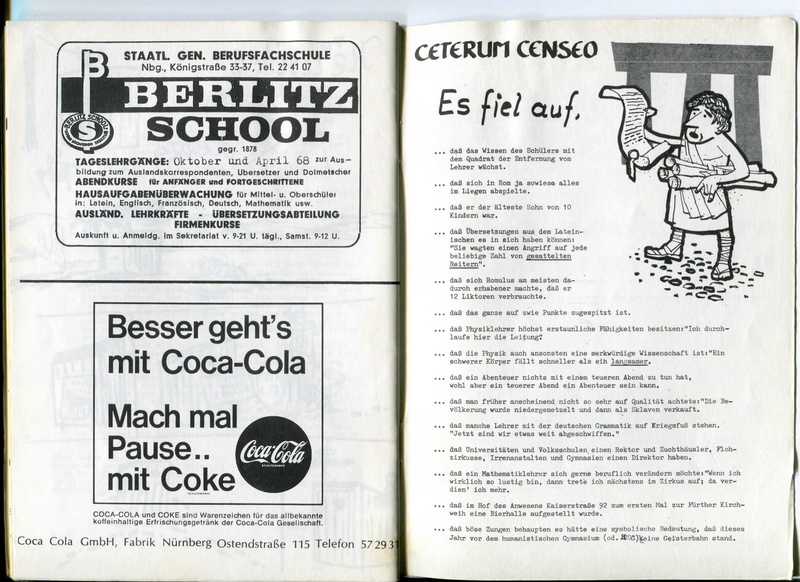 STAATL. GEN. BERUFSFACHSCHULE
Nbg., Königstraße 33-37, Tel. 22 41 07
B
BERLITZ
SCHOOL
BERLITZ SCHOOL
S
gegr. 1878
TAGESLEHRGÄNGE: Oktober und April 68 zur Aus-
bildung zum Auslandskorrespondenten, Übersetzer und Dolmetscher
ABENDKURSE für ANFÄNGER und FORTGESCHRITTENE
HAUSAUFGABENÜBERWACHUNG für Mittel- u. Oberschüler
in: Latein, Englisch, Französisch, Deutsch, Mathematik usw.
AUSLÄND. LEHRKRÄFTE - ÜBERSETZUNGSABTEILUNG
FIRMENKURSE
Auskunft u. Anmeldg. im Sekretariat v. 9-21 U. tägl., Samst. 9-12 U.
Besser geht's
mit Coca-Cola
Mach mal
Pause..
mit Coke
SCHUTZMARKE
Coca-Cola
SCHUTZMARKE
COCA-COLA und COKE sind Warenzeichen für das allbekannte
koffeinhaltige Erfrischungsgetränk der Coca-Cola Gesellschaft.
Coca Cola GmbH, Fabrik Nürnberg Ostendstraße 115 Telefon 57 29 31
CETERUM CENSEO
Es fiel auf,
... daß das Wissen des Schülers mit
dem Quadrat der Entfernung vom
Lehrer wächst.
... daß sich in Rom ja sowieso alles
im Liegen abspielte.
... daß er der älteste Sohn von 10
Kindern war.
... daß Übersetzungen aus dem Latein-
ischen es in sich haben können:
"Sie wagten einen Angriff auf jede
beliebige Zahl von gesattelten
Reitern".
... daß sich Romulus am meisten da-
durch erhabener machte, daß er
12 Liktoren verbrauchte.
... daß das ganze auf zwie Punkte zugespitzt ist.
... daß Physiklehrer höchst erstaunliche Fähigkeiten besitzen:"Ich durch-
laufe hier die Leitung?
... daß die Physik auch ansonsten eine merkwürdige Wissenschaft ist:"Ein
schwerer Körper fällt schneller als ein langsamer.
... daß ein Abenteuer nichts mit einem teueren Abend zu tun hat,
wohl aber ein teuerer Abend ein Abenteuer sein kann.
... daß man früher anscheinend nicht so sehr auf Qualität achtete:"Die Be-
völkerung wurde niedergesetzt und dann als Sklaven verkauft.
... daß manche Lehrer mit der deutschen Grammatik auf Kriegsfuß stehen.
"Jetzt sind wir etwas weit abgeschwiffen."
... daß Universitäten und Volksschulen einen Rektor und Zuchthäusler, Floh-
zirkusse, Irrenanstalten und Gymnasien einen Direktor haben.
... daß ein Mathematiklehrer sich gerne beruflich verändern möchte:"Wenn ich
wirklich so lustig bin, dann trete ich nächstens im Zirkus auf; da ver-
dien' ich mehr.
... daß im Hof des Anwesens Kaiserstraße 92 zum ersten Mal zur Fürther Kirch-
weih eine Bierhalle aufgestellt wurde.
... daß böse Zungen behaupten es hätte eine symbolische Bedeutung, daß dieses
Jahr vor dem humanistischen Gymnasium (od. keine Geisterbahn stand.